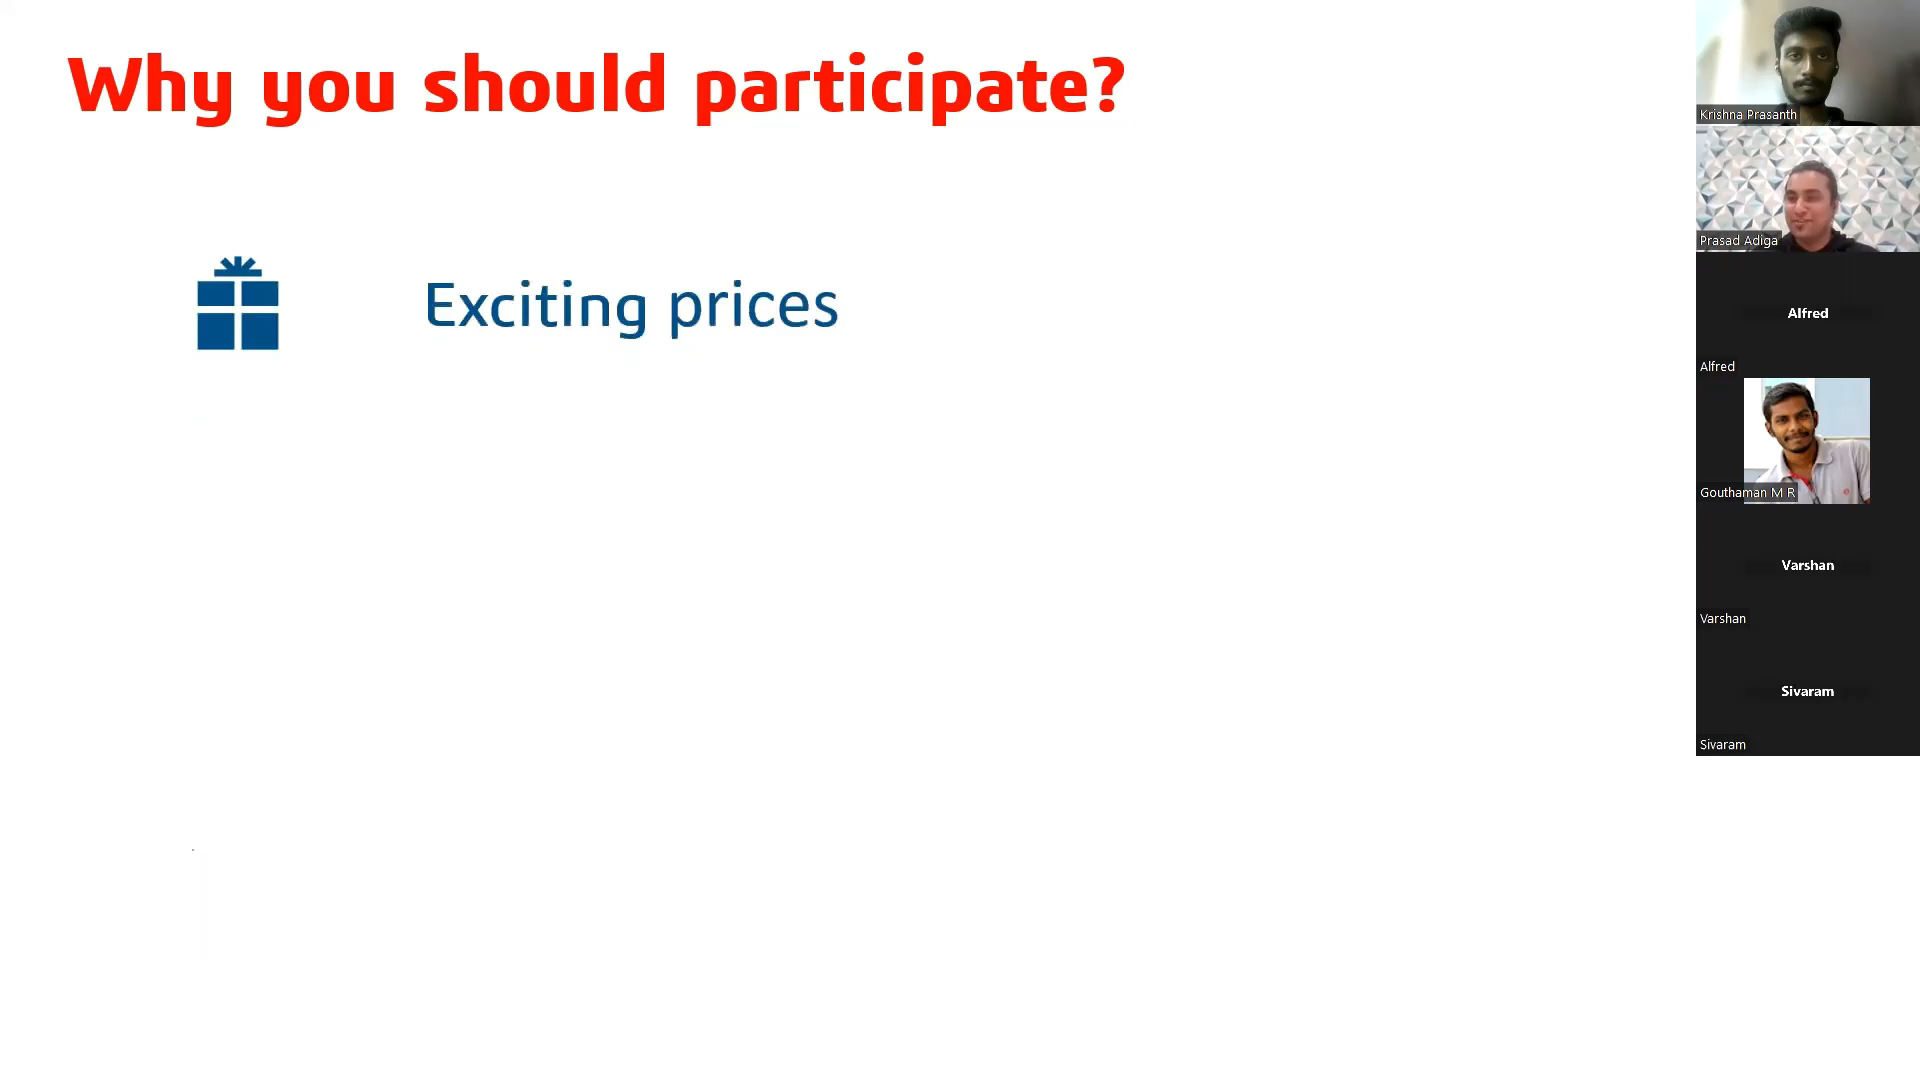 Why you should participate?
Exciting prices
Krishna Prasanth
Prasad Adiga
Alfred
Alfred
Gouthaman M R
Varshan
Varshan
Sivaram
Sivaram